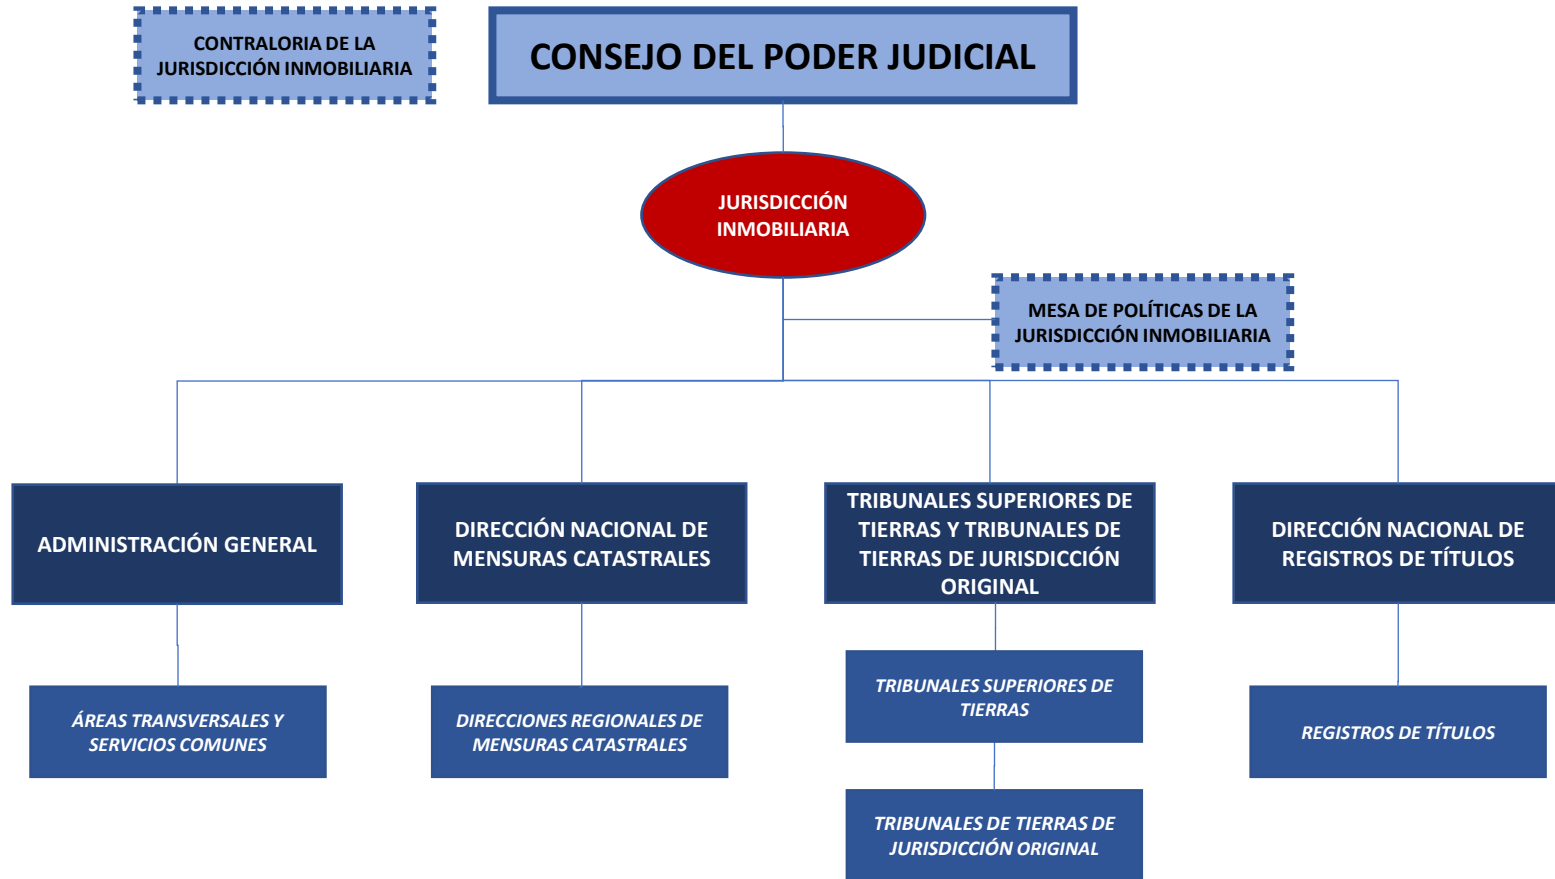 CONTRALORIA DE LA
JURISDICCIÓN INMOBILIARIA
CONSEJO DEL PODER JUDICIAL
JURISDICCIÓN
INMOBILIARIA
MESA DE POLÍTICAS DE LA
JURISDICCIÓN INMOBILIARIA
ADMINISTRACIÓN GENERAL
DIRECCIÓN NACIONAL DE
MENSURAS CATASTRALES
TRIBUNALES SUPERIORES DE
TIERRAS Y TRIBUNALES DE
TIERRAS DE JURISDICCIÓN
ORIGINAL
DIRECCIÓN NACIONAL DE
REGISTROS DE TÍTULOS
ÁREAS TRANSVERSALES Y
SERVICIOS COMUNES
DIRECCIONES REGIONALES DE
MENSURAS CATASTRALES
TRIBUNALES SUPERIORES DE
TIERRAS
REGISTROS DE TÍTULOS
TRIBUNALES DE TIERRAS DE
JURISDICCIÓN ORIGINAL